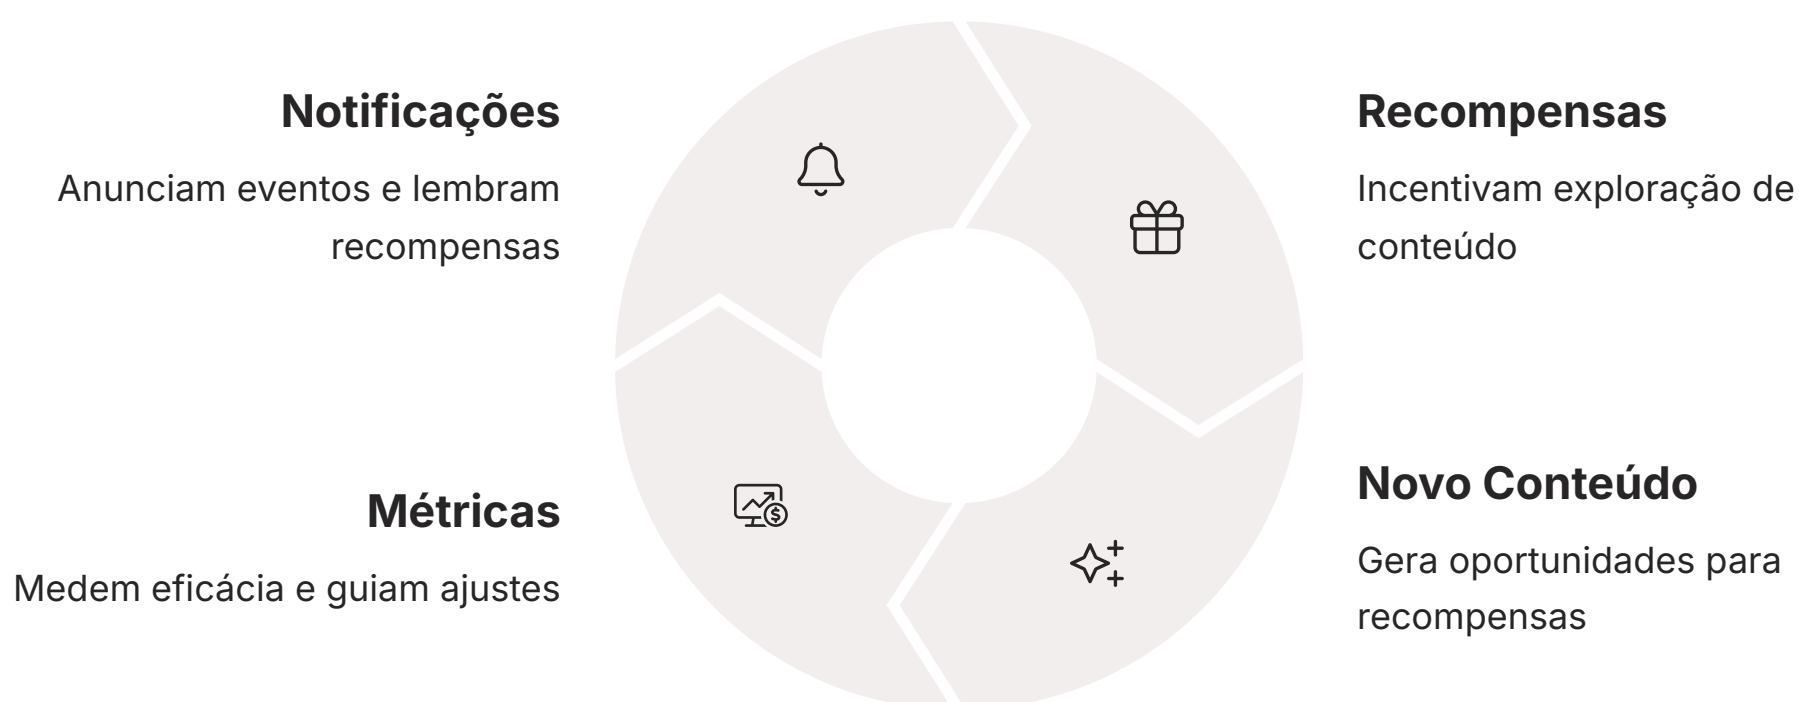 Notificações
Anunciam eventos e lembram
recompensas
Recompensas
Incentivam exploração de
conteúdo
Métricas
Medem eficácia e guiam ajustes
Novo Conteúdo
Gera oportunidades para
recompensas
$